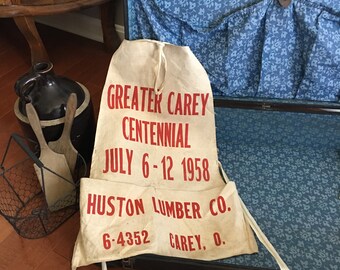 GREATER CAREY
CENTENNIAL
JULY 6-12 1958
HUSTON LUMBER CO.
6-4352 CAREY, O.